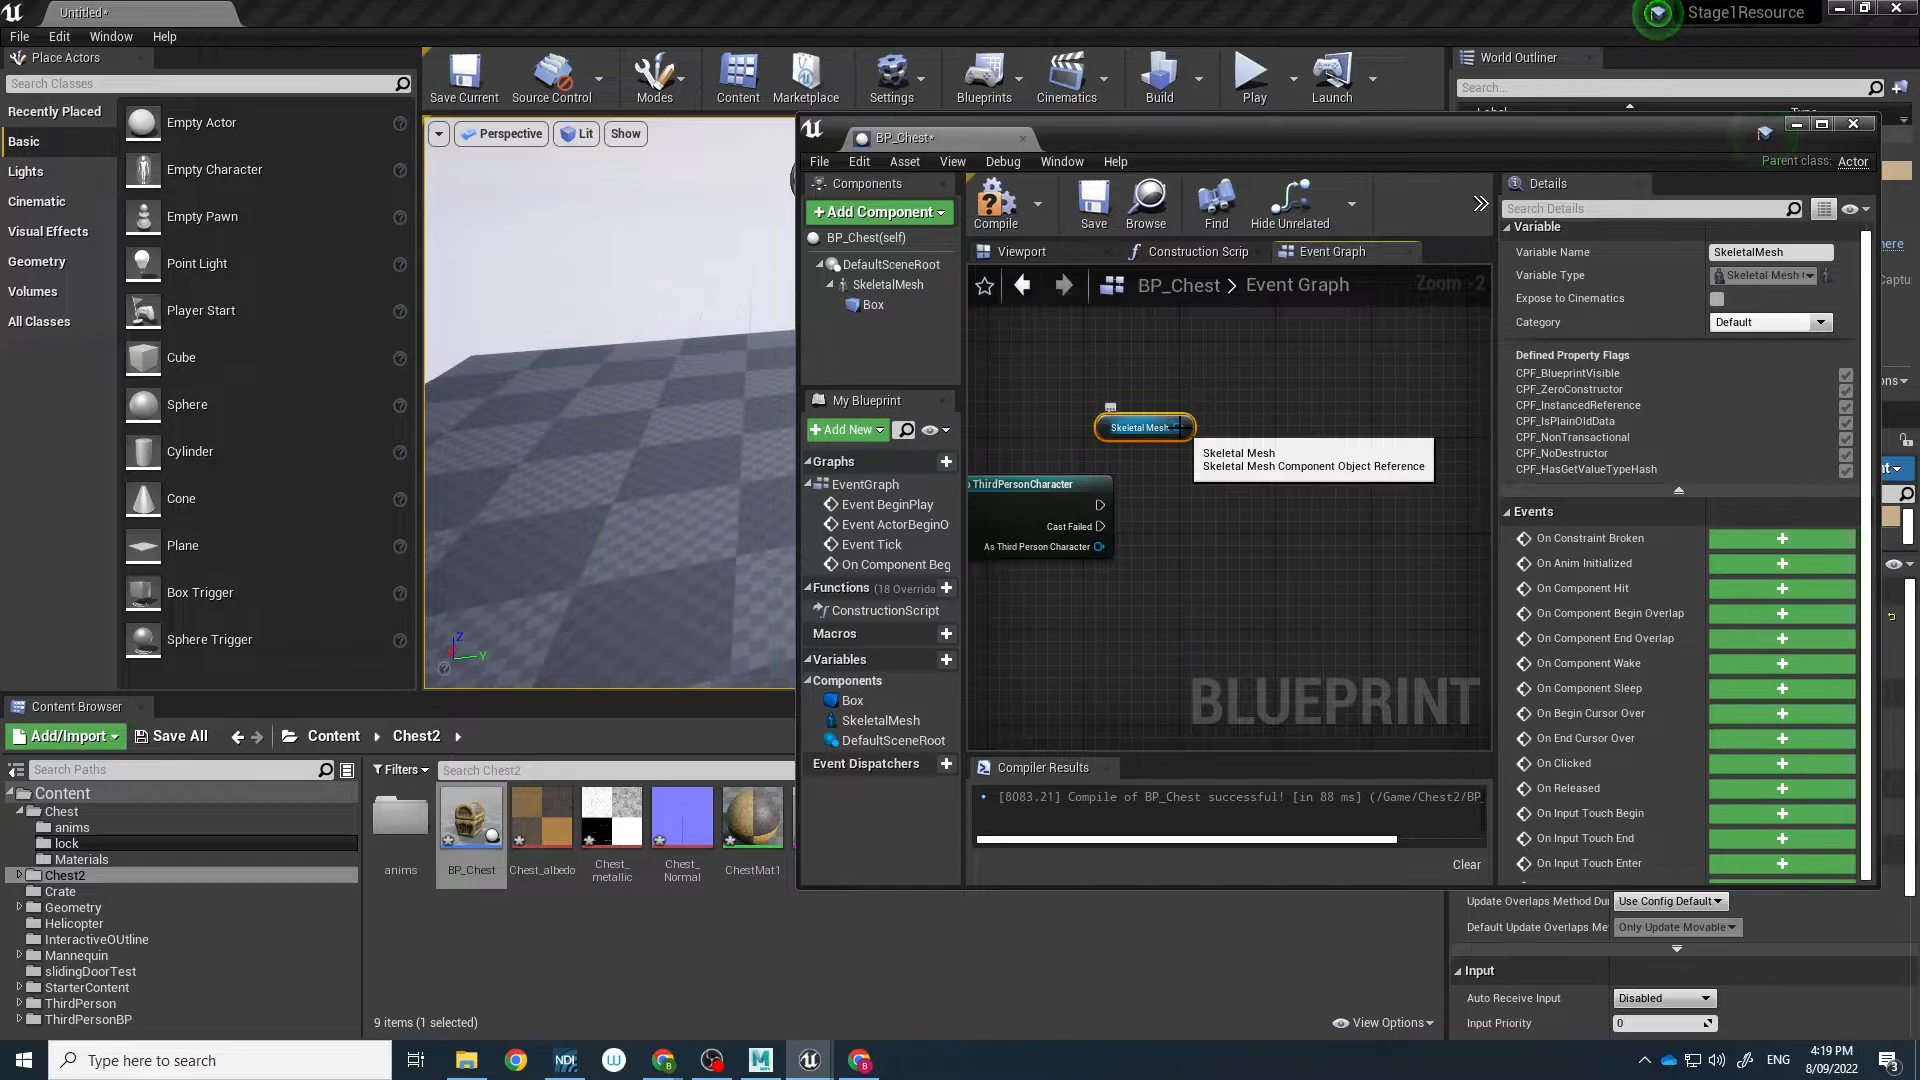 Untitled*
Stage1Resource
File Edit Window Help
Place Actors
Search Classes
Recently Placed
Basic
Lights
Cinematic
Visual Effects
Geometry
Volumes
All Classes
Empty Actor
Empty Character
Empty Pawn
Point Light
Player Start
Cube
Sphere
Cylinder
Cone
Plane
Box Trigger
Sphere Trigger
Save Current
Source Control
Modes
Content
Marketplace
Settings
Blueprints
Cinematics
Build
Play
Launch
World Outliner
Search...
Perspective
Lit
Show
Z
Y
BP_Chest*
File Edit Asset View Debug Window Help
Parent class: Actor
Components
+Add Component
BP_Chest(self)
DefaultSceneRoot
SkeletalMesh
Box
My Blueprint
+Add New
Graphs
EventGraph
Event BeginPlay
Event ActorBeginO
Event Tick
On Component Beg
Functions (18 Overrida
ConstructionScript
Macros
Variables
Components
Box
SkeletalMesh
DefaultSceneRoot
Event Dispatchers
Compile
Save
Browse
Find
Hide Unrelated
Viewport
Construction Scrip
Event Graph
BP_Chest > Event Graph
Zoom -2
Skeletal Mesh
Skeletal Mesh
Skeletal Mesh Component Object Reference
ThirdPersonCharacter
Cast Failed
As Third Person Character
BLUEPRINT
Compiler Results
[8083.21] Compile of BP_Chest successful! [in 88 ms] (/Game/Chest2/BP_
Clear
Details
Search Details
Variable
Variable Name SkeletalMesh
Variable Type Skeletal Mesh
Expose to Cinematics
Category Default
Defined Property Flags
CPF_BlueprintVisible
CPF_ZeroConstructor
CPF_InstancedReference
CPF_IsPlainOldData
CPF_NonTransactional
CPF_NoDestructor
CPF_HasGetValueTypeHash
Events
On Constraint Broken
On Anim Initialized
On Component Hit
On Component Begin Overlap
On Component End Overlap
On Component Wake
On Component Sleep
On Begin Cursor Over
On End Cursor Over
On Clicked
On Released
On Input Touch Begin
On Input Touch End
On Input Touch Enter
Update Overlaps Method Du Use Config Default
Default Update Overlaps Me Only Update Movable
Input
Auto Receive Input Disabled
Input Priority 0
Content Browser
Add/Import
Save All
Content
Chest2
Search Paths
Filters
Search Chest2
Content
Chest
anims
lock
Materials
Chest2
Crate
Geometry
Helicopter
InteractiveOUtline
Mannequin
slidingDoorTest
StarterContent
ThirdPerson
ThirdPersonBP
anims
BP_Chest
Chest_albedo
Chest_
metallic
Chest_
Normal
ChestMat1
9 items (1 selected)
View Options
Type here to search
NDI
ENG
4:19 PM
8/09/2022
3